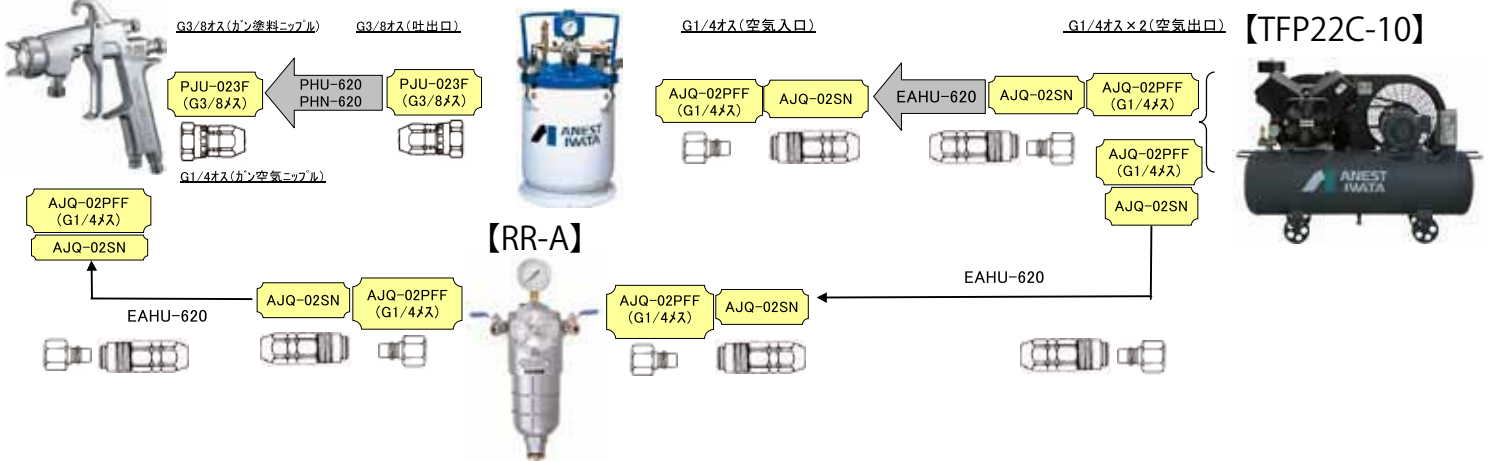 G3/8オス(ガン塗料ニップル)
G3/8オス(吐出口)
G1/4オス(空気入口)
G1/4オス×2(空気出口)
【TFP22C-10】
PJU-023F
(G3/8メス)
PHU-620
PHN-620
PJU-023F
(G3/8メス)
ANEST
IWATA
AJQ-02PFF
(G1/4メス)
AJQ-02SN
EAHU-620
AJQ-02SN
AJQ-02PFF
(G1/4メス)
AJQ-02PFF
(G1/4メス)
AJQ-02SN
ANEST
IWATA
G1/4オス(ガン空気ニップル)
AJQ-02PFF
(G1/4メス)
AJQ-02SN
【RR-A】
EAHU-620
AJQ-02SN
AJQ-02PFF
(G1/4メス)
AJQ-02PFF
(G1/4メス)
AJQ-02SN
EAHU-620